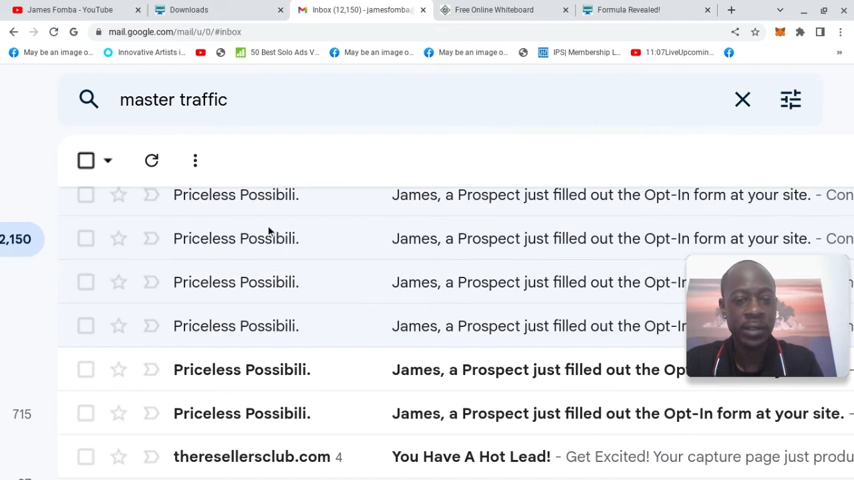 James Fomba - YouTube
Downloads
Inbox (12,150) - jamesfomba@
Free Online Whiteboard
Formula Revealed!
mail.google.com/mail/u/0/#inbox
May be an image o...
Innovative Artists i...
50 Best Solo Ads V...
May be an image o...
May be an image o...
IPS| Membership L...
11:07LiveUpcomin...
»
master traffic
Priceless Possibili. James, a Prospect just filled out the Opt-In form at your site. - Con
2,150 Priceless Possibili. James, a Prospect just filled out the Opt-In form at your site. - Con
Priceless Possibili. James, a Prospect just filled out the Opt-In form at
Priceless Possibili. James, a Prospect just filled out the Opt-In form at
Priceless Possibili. James, a Prospect just filled out the Op
715 Priceless Possibili. James, a Prospect just filled out the Opt-In form at your site.
theresellersclub.com 4 You Have A Hot Lead! - Get Excited! Your capture page just produ